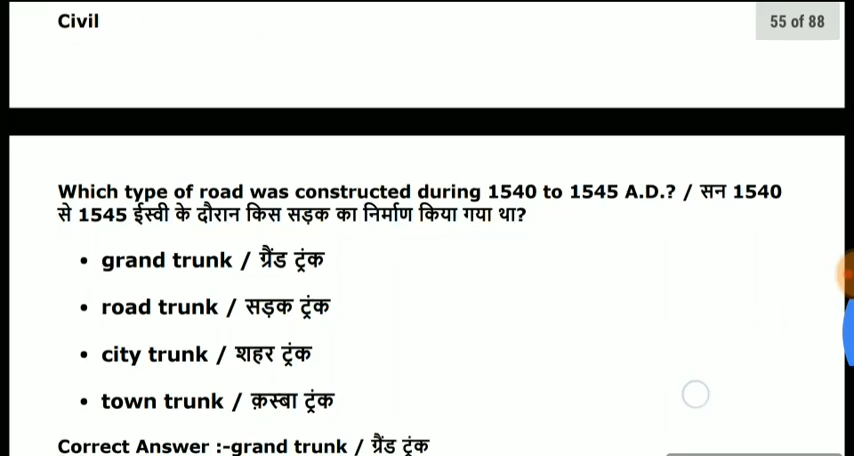 Civil
55 of 88
Which type of road was constructed during 1540 to 1545 A.D.? / सन 1540
से 1545 ईस्वी के दौरान किस सड़क का निर्माण किया गया था?
• grand trunk / ग्रैंड ट्रंक
• road trunk / सड़क ट्रंक
• city trunk / शहर ट्रंक
• town trunk / क़स्बा ट्रंक
Correct Answer :-grand trunk / ग्रैंड ट्रंक